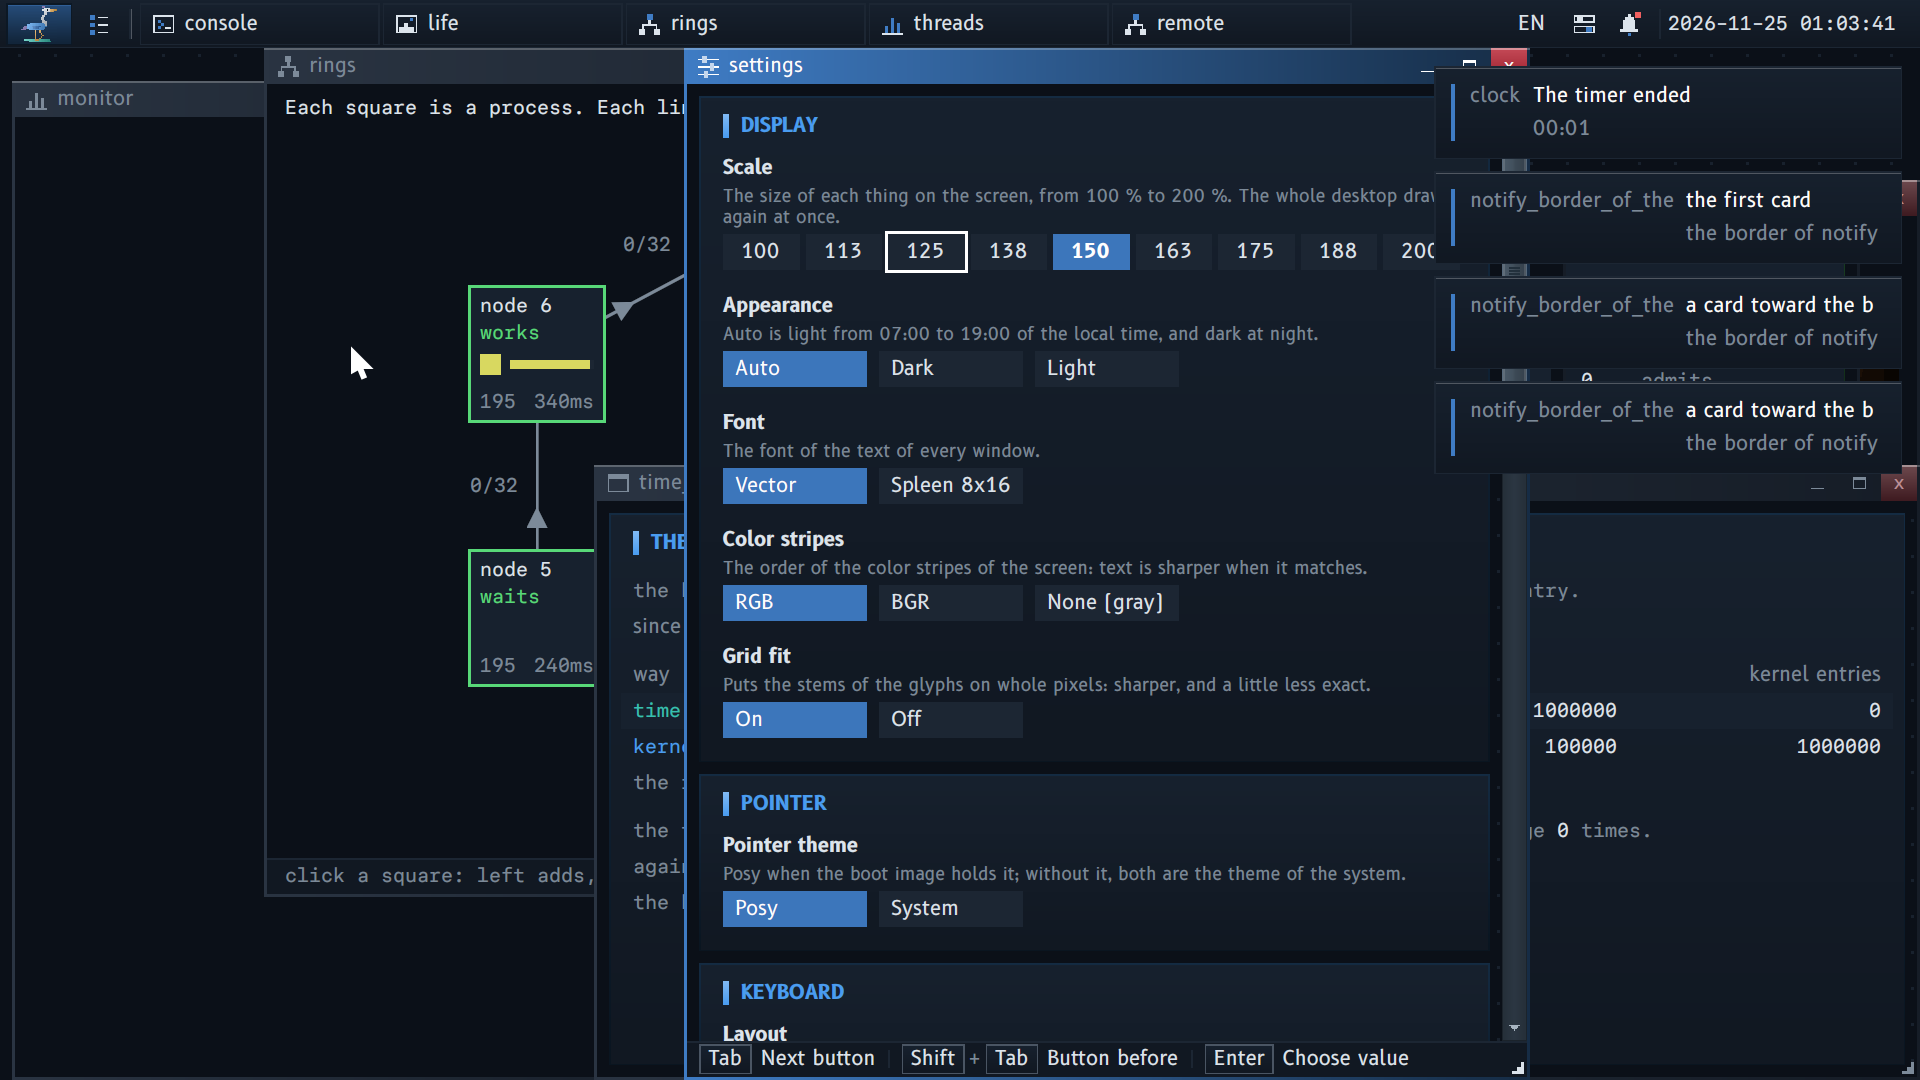 console
life
rings
threads
remote
EN
2026-11-25 01:03:41
monitor
rings
Each square is a process. Each
0/32
node 6
works
195 340ms
0/32
node 5
waits
195 240ms
click a square: left adds,
time
THE
the
since
way
time
the
the
the
settings
DISPLAY
Scale
The size of each thing on the screen, from 100 % to 200 %. The whole desktop
again at once.
100 113 125 138 150 163 175 188 200
Appearance
Auto is light from 07:00 to 19:00 of the local time, and dark at night.
Auto Dark Light
Font
The font of the text of every window.
Vector Spleen 8x16
Color stripes
The order of the color stripes of the screen: text is sharper when it matches.
RGB BGR None [gray]
Grid fit
Puts the stems of the glyphs on whole pixels: sharper, and a little less exact.
On Off
POINTER
Pointer theme
Posy when the boot image holds it; without it, both are the theme of the system.
Posy System
KEYBOARD
Layout
Tab Next button Shift + Tab Button before Enter Choose value
clock The timer ended
00:01
notify_border_of_the the first card
the border of notify
notify_border_of_the a card toward the b
the border of notify
notify_border_of_the a card toward the b
the border of notify
kernel entries
1000000 0
100000 1000000
0 times.